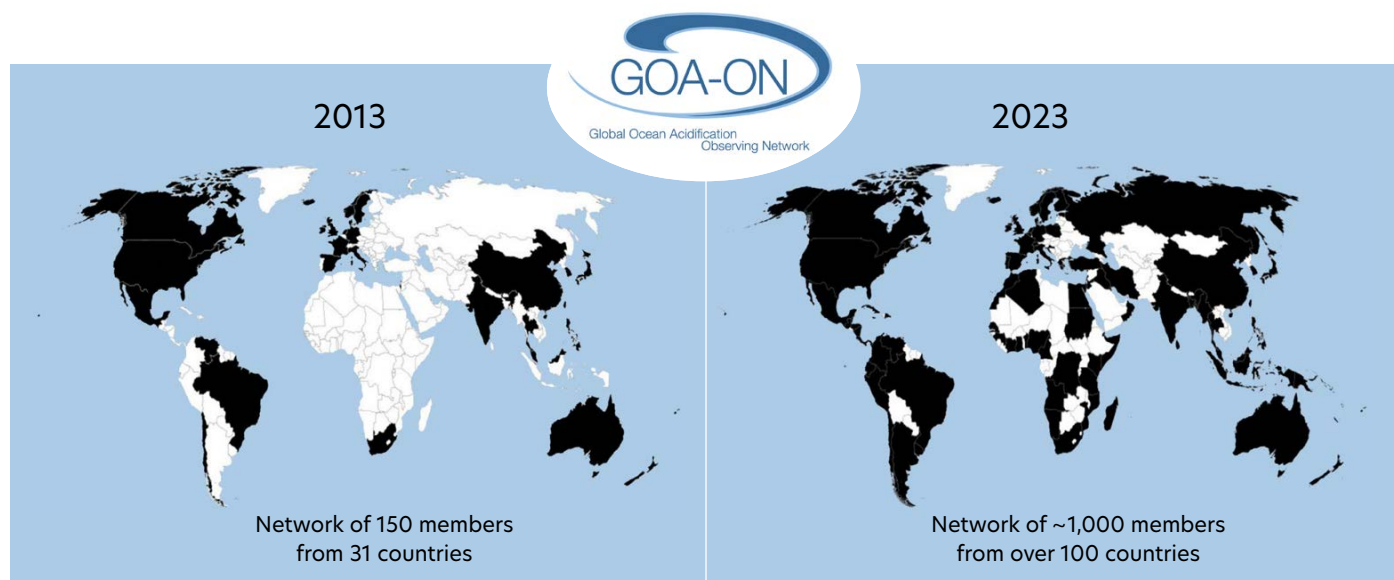 GOA-ON
Global Ocean Acidification
Observing Network
2013
2023
Network of 150 members
from 31 countries
Network of ~1,000 members
from over 100 countries